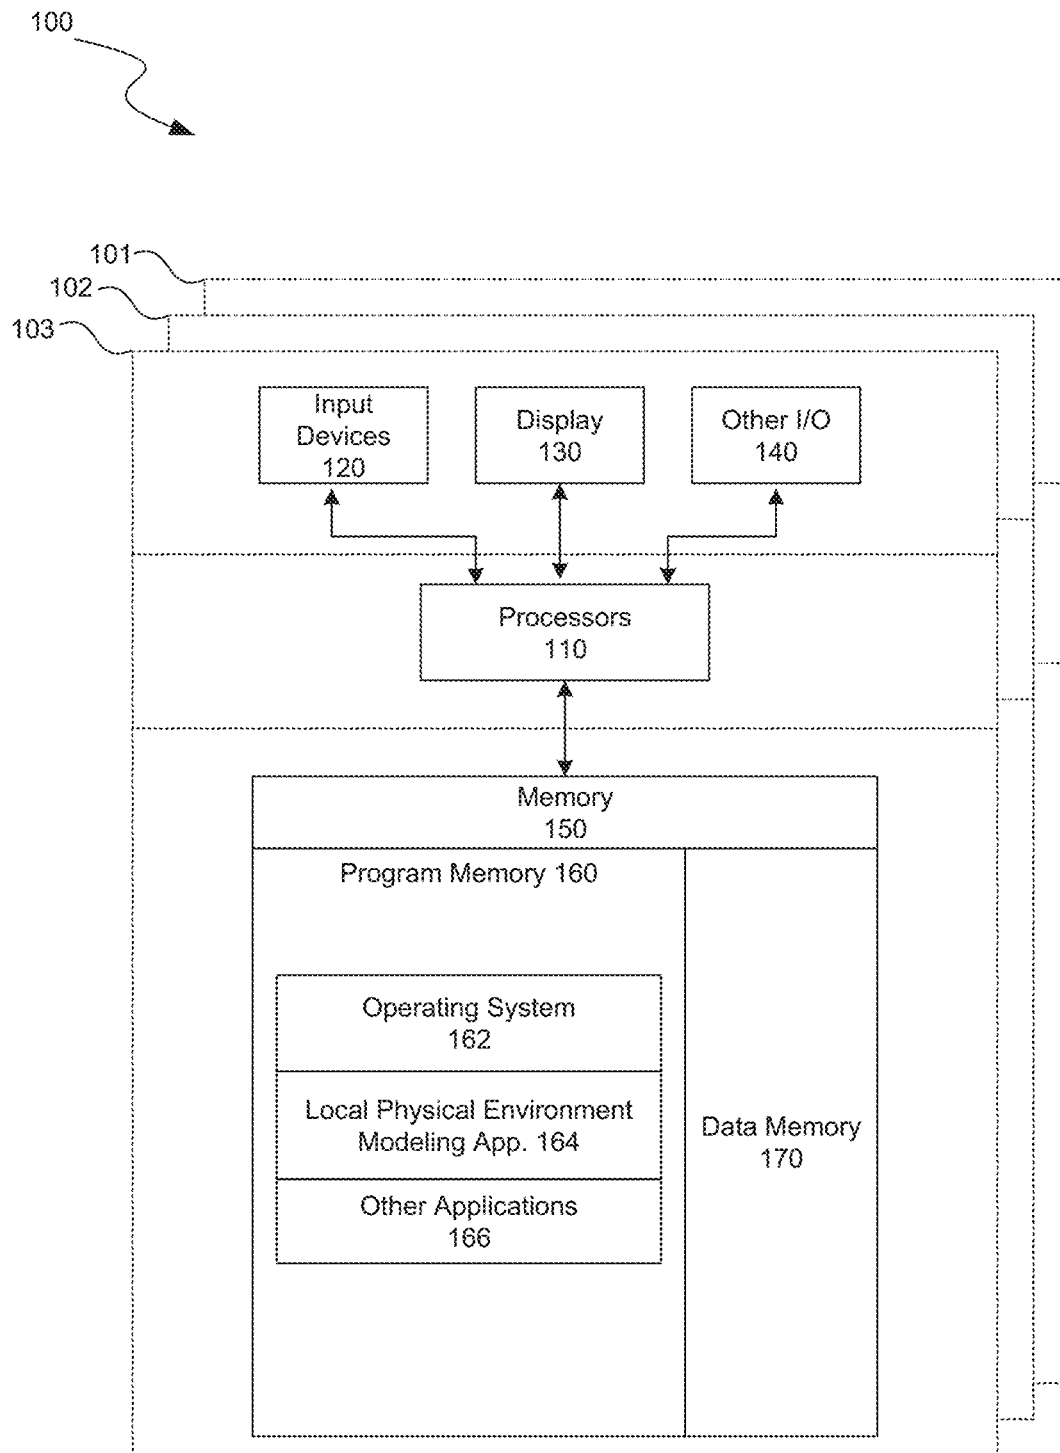 100
101
102
103
Input
Devices
120
Display
130
Other I/O
140
Processors
110
Memory
150
Program Memory 160
Operating System
162
Local Physical Environment
Modeling App. 164
Other Applications
166
Data Memory
170